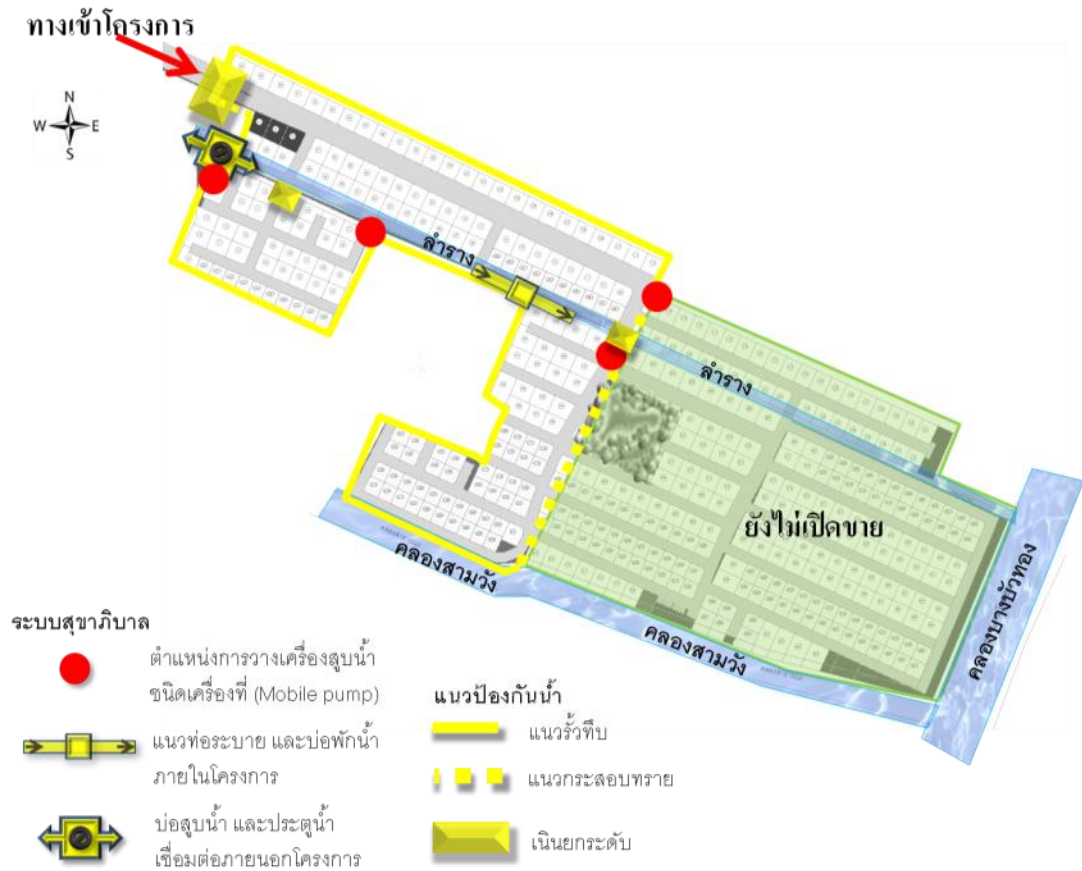 ทางเข้าโครงการ
N
W E
S
ลำราง
ลำราง
ยังไม่เปิดขาย
คลองสามวัง
คลองสามวัง
คลองบางบัวทอง
ระบบสุขาภิบาล
ตำแหน่งการวางเครื่องสูบน้ำ
ชนิดเครื่องที่ (Mobile pump)
แนวท่อระบาย และบ่อพักน้ำ
ภายในโครงการ
บ่อสูบน้ำ และประตูน้ำ
เชื่อมต่อภายนอกโครงการ
แนวป้องกันน้ำ
แนวรั้วทึบ
แนวกระสอบทราย
เนินยกระดับ